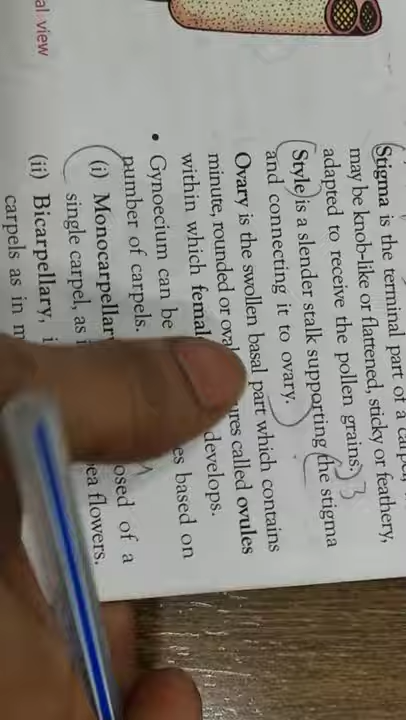 al view
Stigma is the terminal part of a carpel,
may be knob-like or flattened, sticky or feathery,
adapted to receive the pollen grains. 3
Style is a slender stalk supporting the stigma
and connecting it to ovary.
Ovary is the swollen basal part which contains
minute, rounded or oval ures called ovules
within which femal develops.
• Gynoecium can be es based on
number of carpels.
(i) Monocarpellar osed of a
single carpel, as i ea flowers.
(ii) Bicarpellary, i
carpels as in m